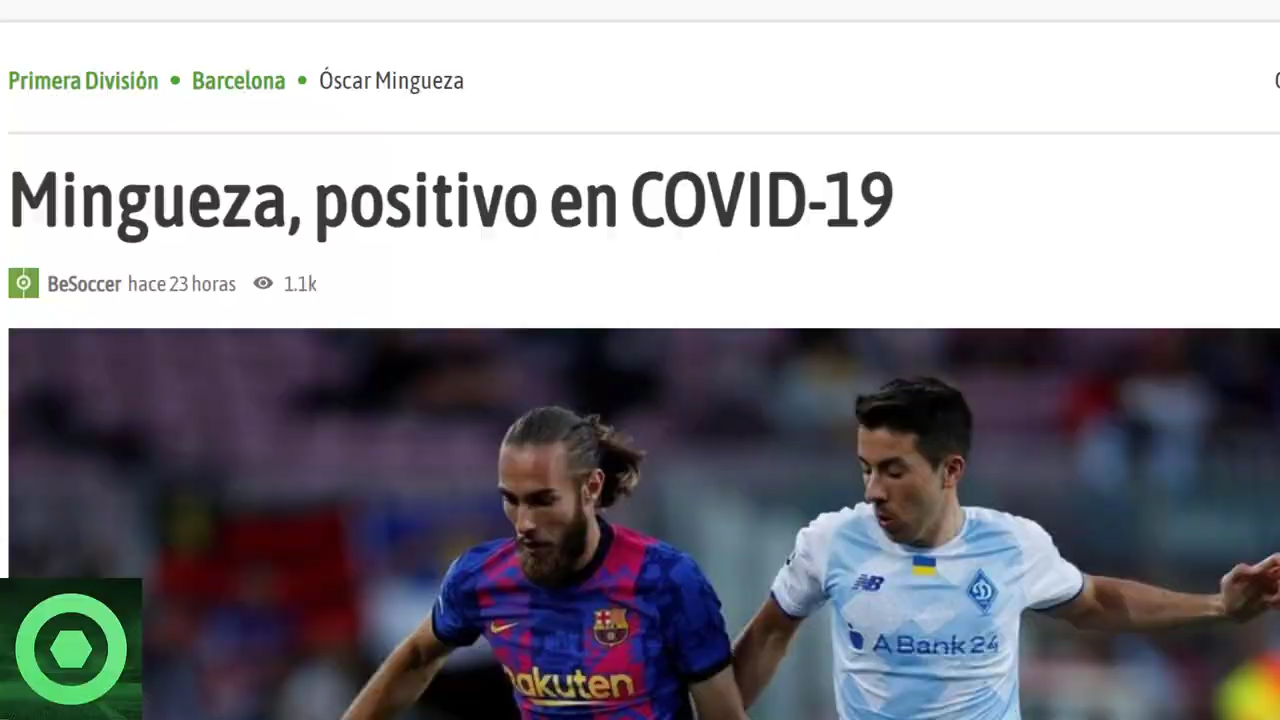 Primera División • Barcelona • Óscar Mingueza
Mingueza, positivo en COVID-19
BeSoccer hace 23 horas 1.1k
NB
A Bank 24
Rakuten